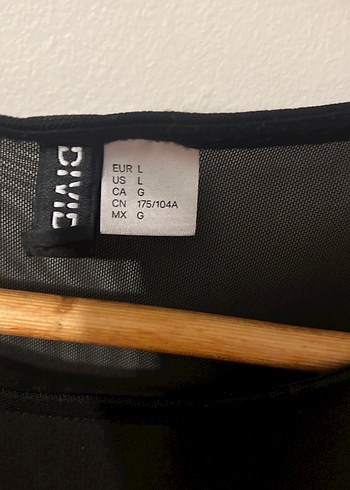 DIVIDED
EUR L
US L
CA G
CN 175/104A
MX G